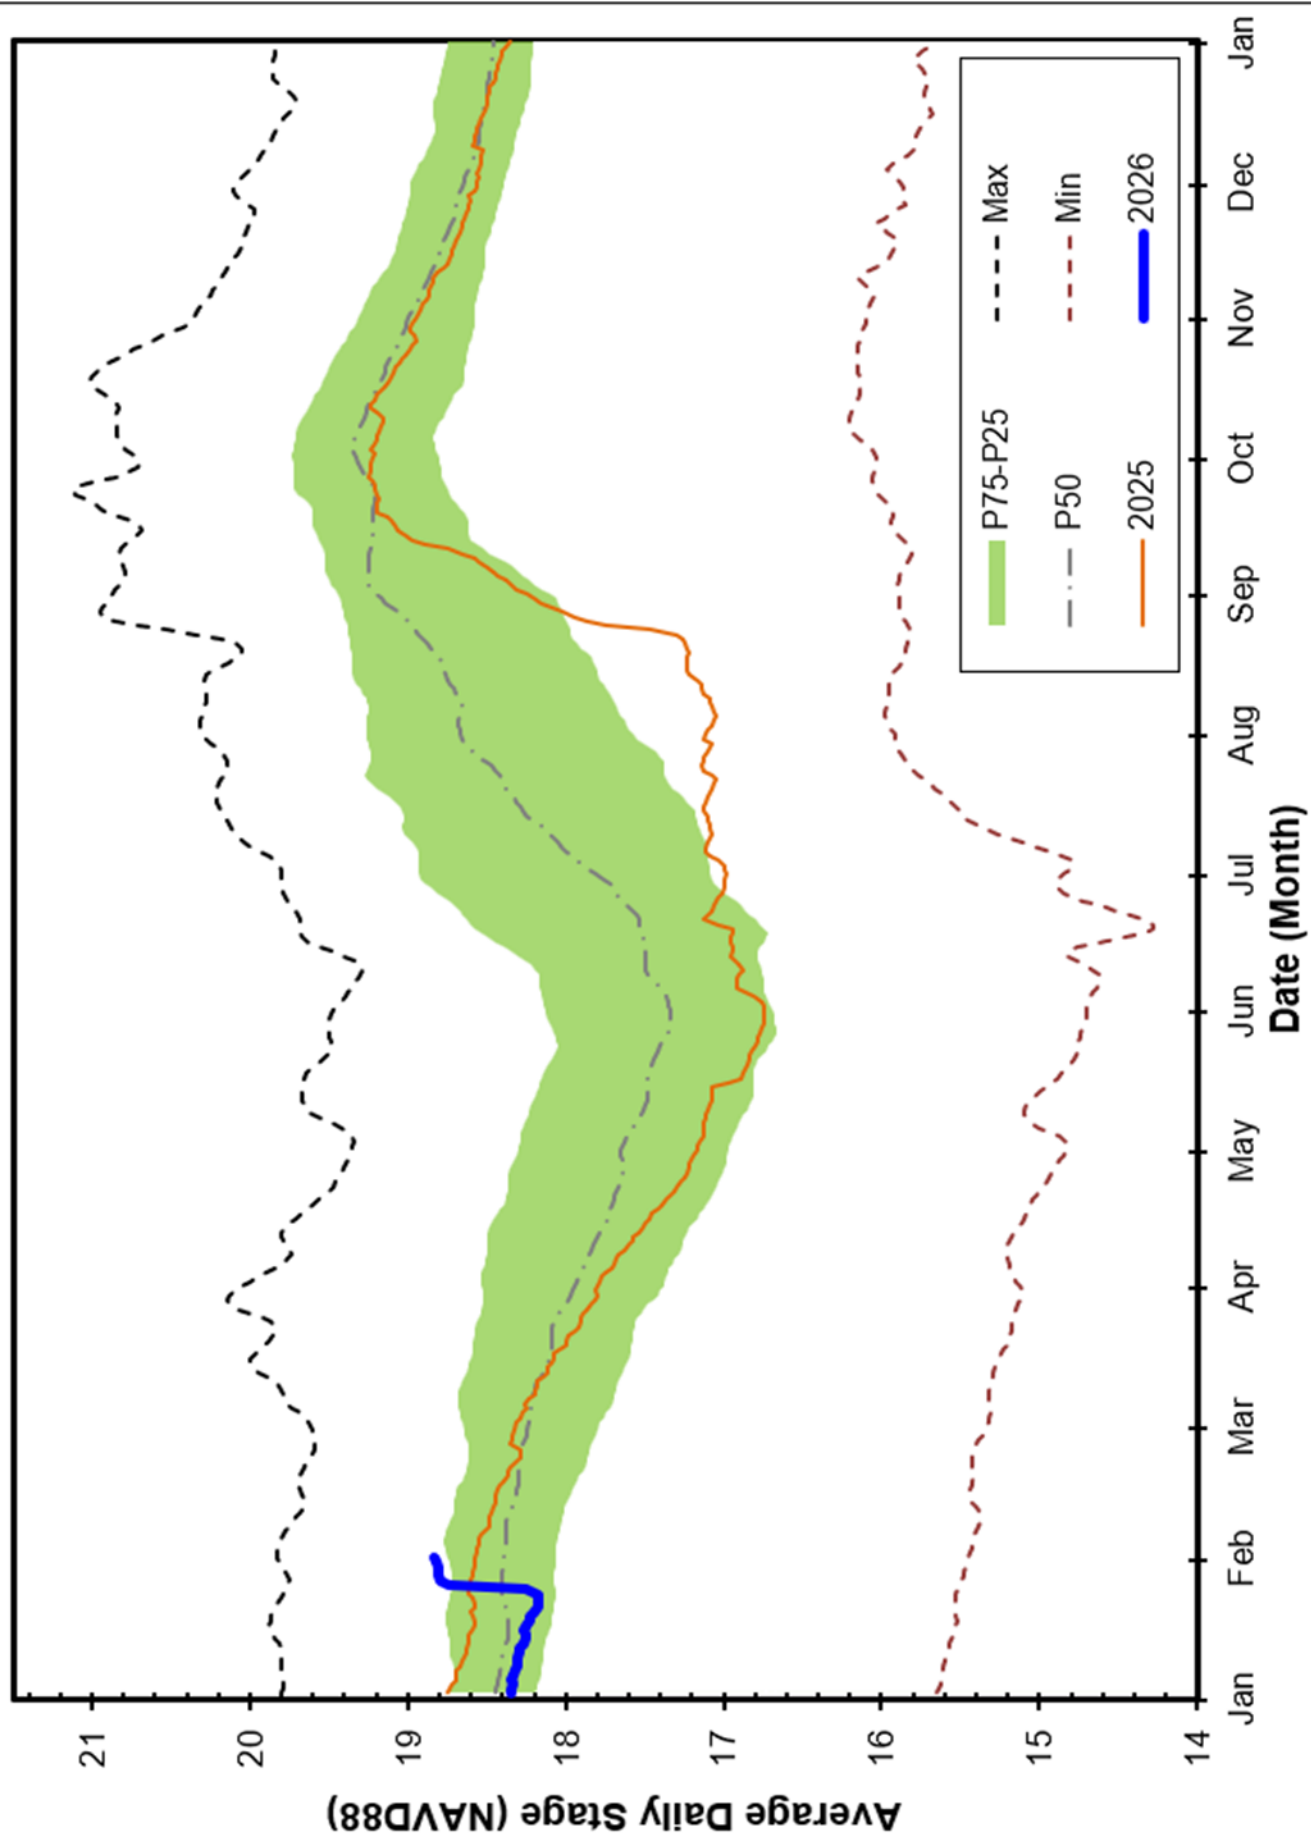 Average Daily Stage (NAVD88)
21
20
19
18
17
16
15
14
P75-P25
Max
P50
Min
2025
2026
Jan Feb Mar Apr May Jun Jul Aug Sep Oct Nov Dec Jan
Date (Month)